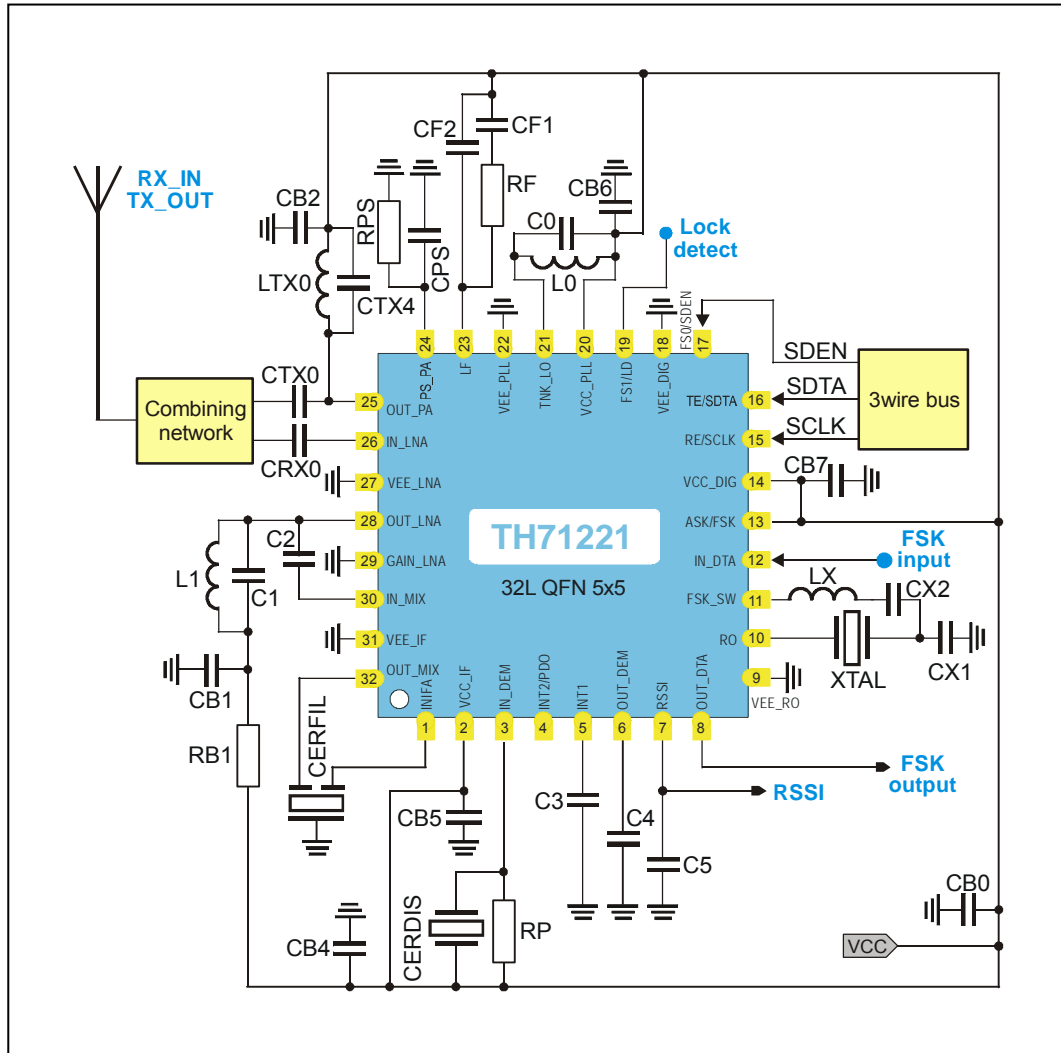 CF2
CF1
RX_IN
TX_OUT
CB2
RPS
CPS
RF
CB6
C0
L0
Lock
detect
LTX0
CTX4
FS0/SDEN
24
23
22
21
20
19
18
17
PS_PA
LF
VEE_PLL
TNK_LO
VCC_PLL
FS1/LD
VEE_DIG
SDEN
SDTA
SCLK
3wire bus
Combining
network
CTX0
CRX0
25
OUT_PA
26
IN_LNA
27
VEE_LNA
28
OUT_LNA
29
GAIN_LNA
30
IN_MIX
31
VEE_IF
32
OUT_MIX
TE/SDTA
16
RE/SCLK
15
VCC_DIG
14
ASK/FSK
13
IN_DTA
12
FSK_SW
11
RO
10
9
VEE_RO
CB7
TH71221
32L QFN 5x5
FSK
input
LX
CX2
CX1
XTAL
C2
L1
C1
CB1
RB1
INIFA
VCC_IF
IN_DEM
INT2/PDO
INT1
OUT_DEM
RSSI
OUT_DTA
1
2
3
4
5
6
7
8
CERFIL
CB5
C3
C4
C5
RSSI
FSK
output
CB4
CERDIS
RP
CB0
VCC